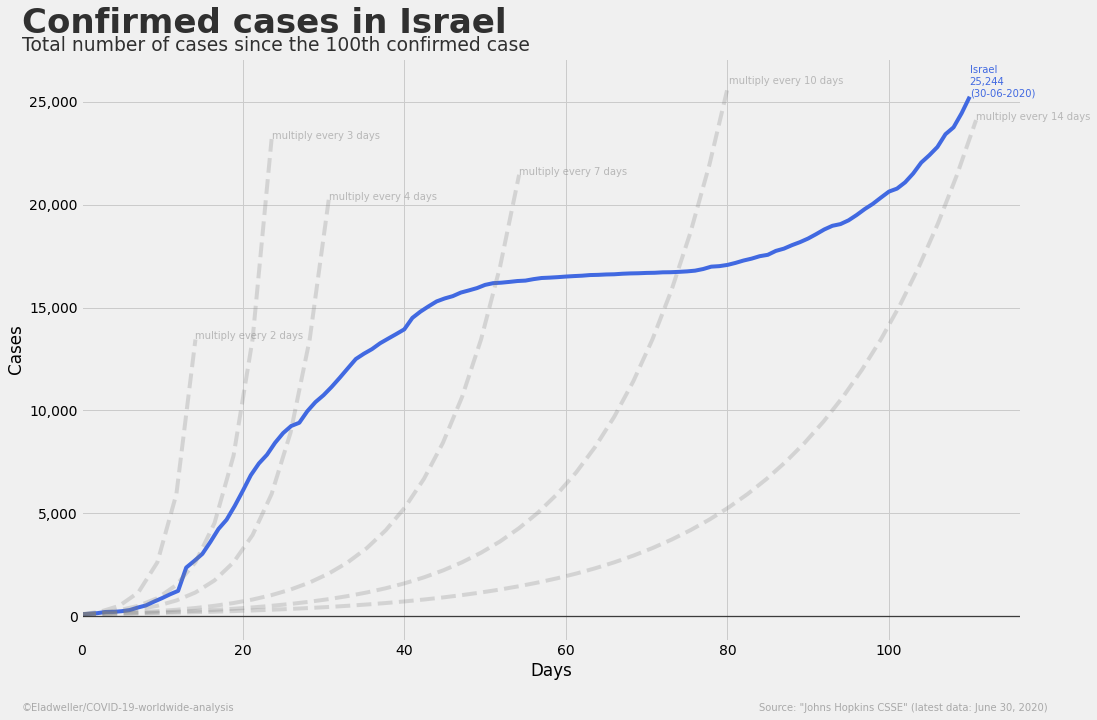 Confirmed cases in Israel
Total number of cases since the 100th confirmed case
Israel
25,244
(30-06-2020)
multiply every 10 days
multiply every 14 days
multiply every 3 days
multiply every 7 days
multiply every 4 days
multiply every 2 days
Cases
25,000
20,000
15,000
10,000
5,000
0
0 20 40 60 80 100
Days
©Eladweller/COVID-19-worldwide-analysis
Source: "Johns Hopkins CSSE" (latest data: June 30, 2020)